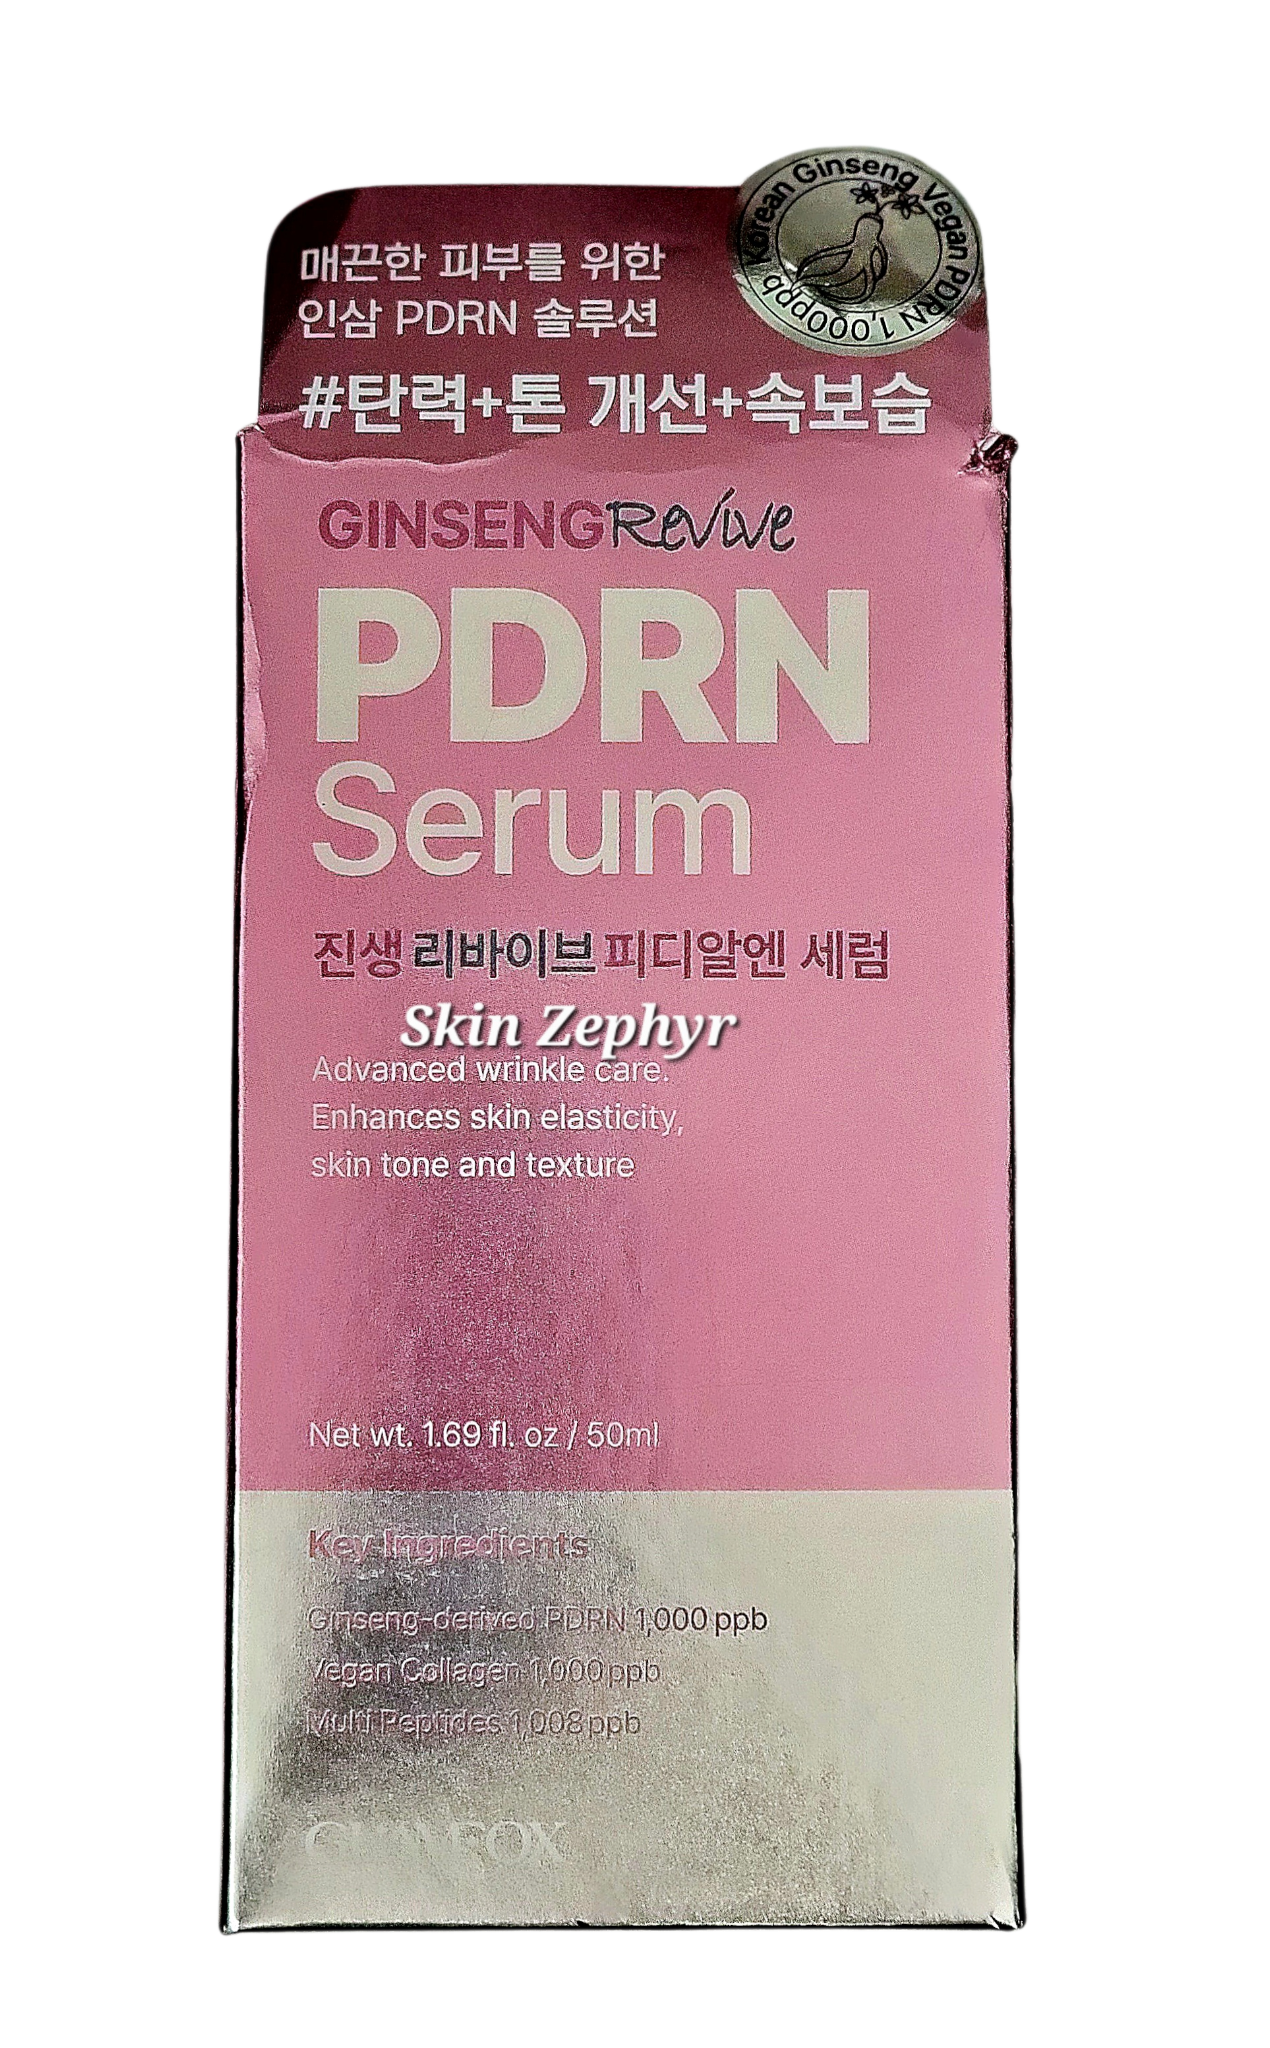 Korean Ginseng Vegan PDRN 1,000ppb
매끈한 피부를 위한
인삼 PDRN 솔루션
#탄력+톤 개선+속보습
GINSENG Revive
PDRN
Serum
진생 리바이브 피디알엔 세럼
Skin Zephyr
Advanced wrinkle care.
Enhances skin elasticity,
skin tone and texture
Net wt. 1.69 fl. oz / 50ml
Key Ingredients
Ginseng-derived PDRN 1,000 ppb
Vegan Collagen 1,000 ppb
Multi Peptides 1,008 ppb